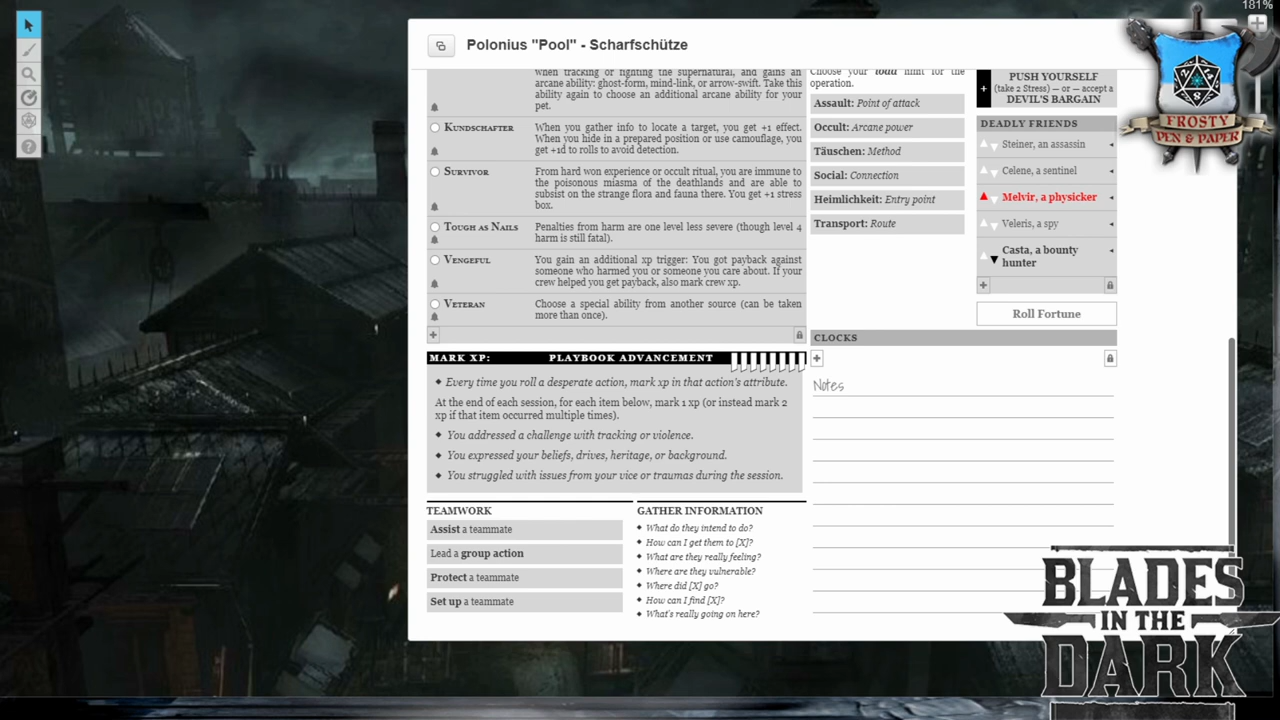 181%
Polonius "Pool" - Scharfschütze
when tracking or fighting the supernatural, and gains an
arcane ability: ghost-form, mind-link, or arrow-swift. Take this
ability again to choose an additional arcane ability for your
pet.
KUNDSCHAFTER
When you gather info to locate a target, you get +1 effect.
When you hide in a prepared position or use camouflage, you
get +1d to rolls to avoid detection.
SURVIVOR
From hard won experience or occult ritual, you are immune to
the poisonous miasma of the deathlands and are able to
subsist on the strange flora and fauna there. You get +1 stress
box.
TOUGH AS NAILS
Penalties from harm are one level less severe (though level 4
harm is still fatal).
VENGEFUL
You gain an additional xp trigger: You got payback against
someone who harmed you or someone you care about. If your
crew helped you get payback, also mark crew xp.
VETERAN
Choose a special ability from another source (can be taken
more than once).
MARK XP: PLAYBOOK ADVANCEMENT
Every time you roll a desperate action, mark xp in that action's attribute.
At the end of each session, for each item below, mark 1 xp (or instead mark 2
xp if that item occurred multiple times).
You addressed a challenge with tracking or violence.
You expressed your beliefs, drives, heritage, or background.
You struggled with issues from your vice or traumas during the session.
TEAMWORK
Assist a teammate
Lead a group action
Protect a teammate
Set up a teammate
GATHER INFORMATION
What do they intend to do?
How can I get them to [X]?
What are they really feeling?
Where are they vulnerable?
Where did [X] go?
How can I find [X]?
What's really going on here?
Choose your load limit for the
operation.
Assault: Point of attack
Occult: Arcane power
Täuschen: Method
Social: Connection
Heimlichkeit: Entry point
Transport: Route
PUSH YOURSELF
(take 2 Stress) — or — accept a
DEVIL'S BARGAIN
DEADLY FRIENDS
Steiner, an assassin
Celene, a sentinel
Melvir, a physicker
Veleris, a spy
Casta, a bounty
hunter
Roll Fortune
CLOCKS
Notes
FROSTY
PEN & PAPER
BLADES
IN THE
DARK